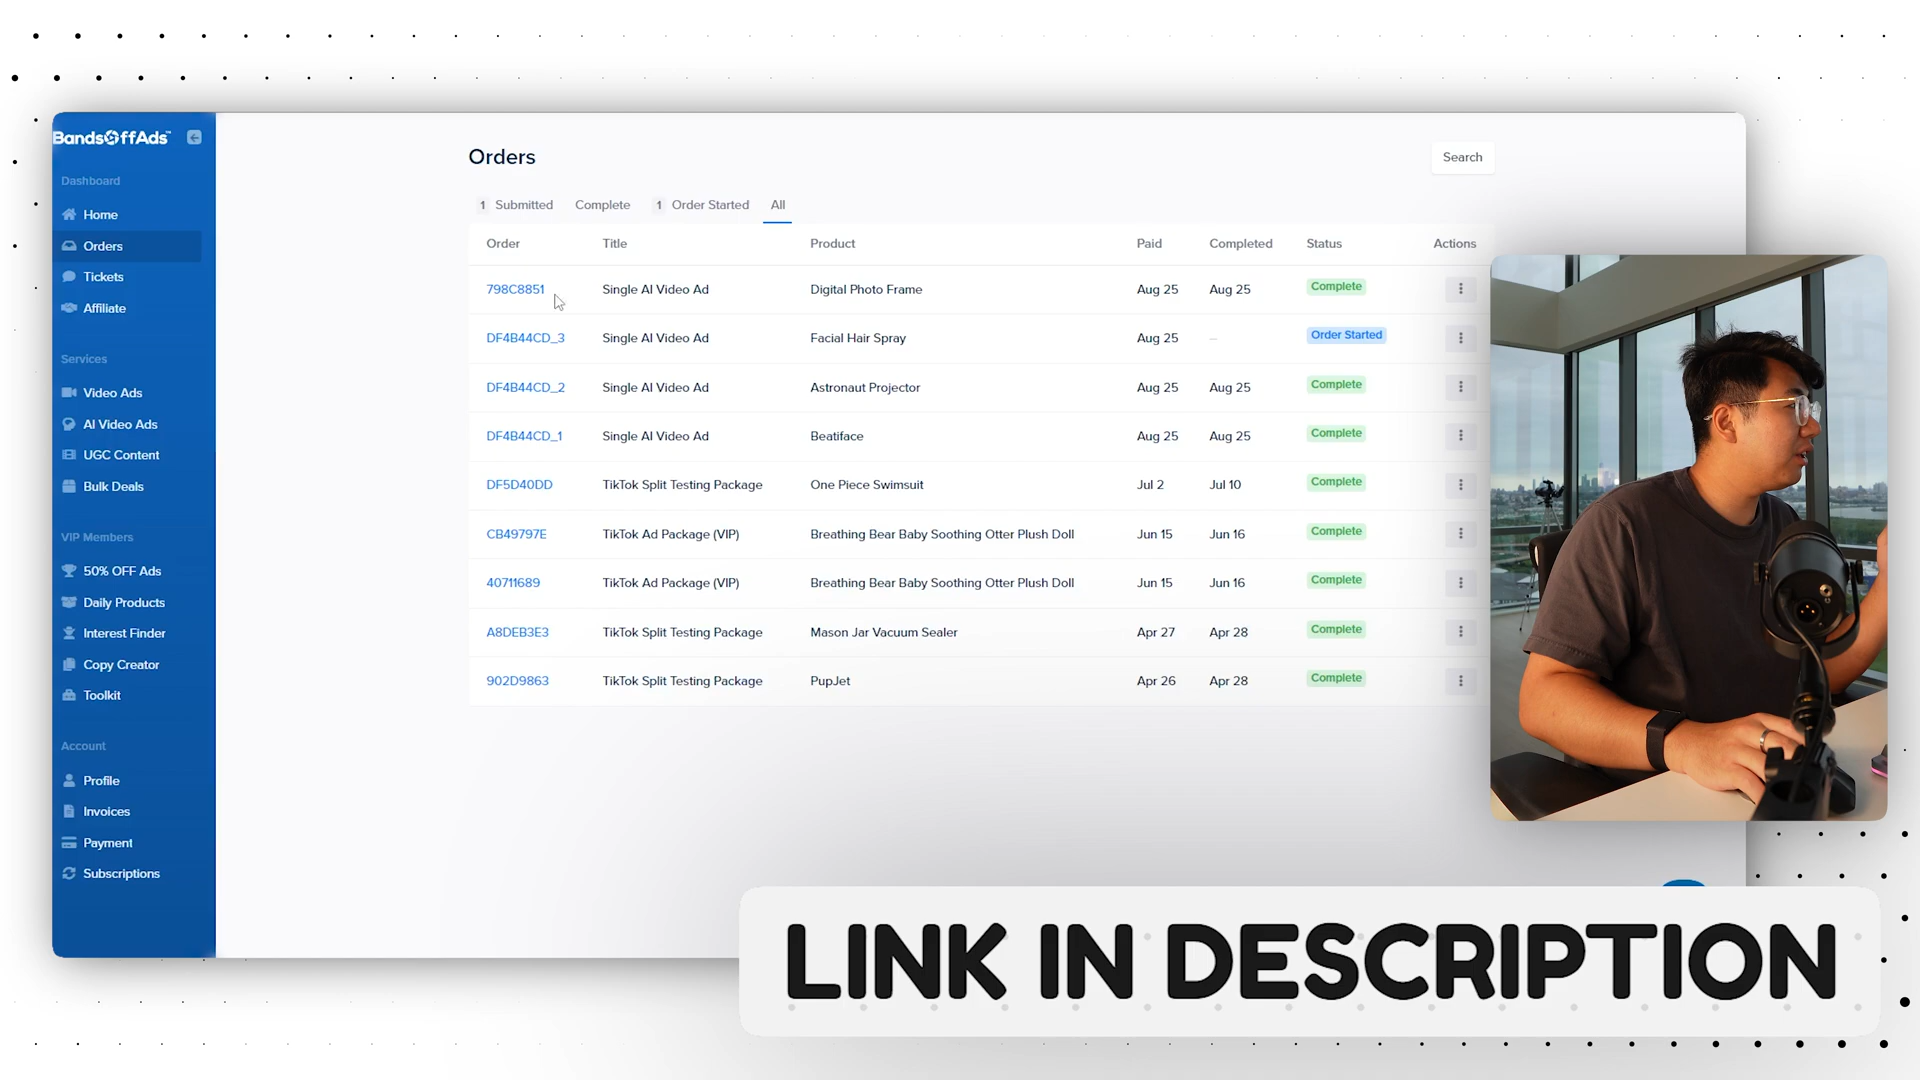 BandsOffAds™
Dashboard
Home
Orders
Tickets
Affiliate
Services
Video Ads
AI Video Ads
UGC Content
Bulk Deals
VIP Members
50% OFF Ads
Daily Products
Interest Finder
Copy Creator
Toolkit
Account
Profile
Invoices
Payment
Subscriptions
Orders
Search
1 Submitted Complete 1 Order Started All
Order Title Product Paid Completed Status Actions
798C8851 Single AI Video Ad Digital Photo Frame Aug 25 Aug 25 Complete
DF4B44CD_3 Single AI Video Ad Facial Hair Spray Aug 25 – Order Started
DF4B44CD_2 Single AI Video Ad Astronaut Projector Aug 25 Aug 25 Complete
DF4B44CD_1 Single AI Video Ad Beatiface Aug 25 Aug 25 Complete
DF5D40DD TikTok Split Testing Package One Piece Swimsuit Jul 2 Jul 10 Complete
CB49797E TikTok Ad Package (VIP) Breathing Bear Baby Soothing Otter Plush Doll Jun 15 Jun 16 Complete
40711689 TikTok Ad Package (VIP) Breathing Bear Baby Soothing Otter Plush Doll Jun 15 Jun 16 Complete
A8DEB3E3 TikTok Split Testing Package Mason Jar Vacuum Sealer Apr 27 Apr 28 Complete
902D9863 TikTok Split Testing Package PupJet Apr 26 Apr 28 Complete
LINK IN DESCRIPTION